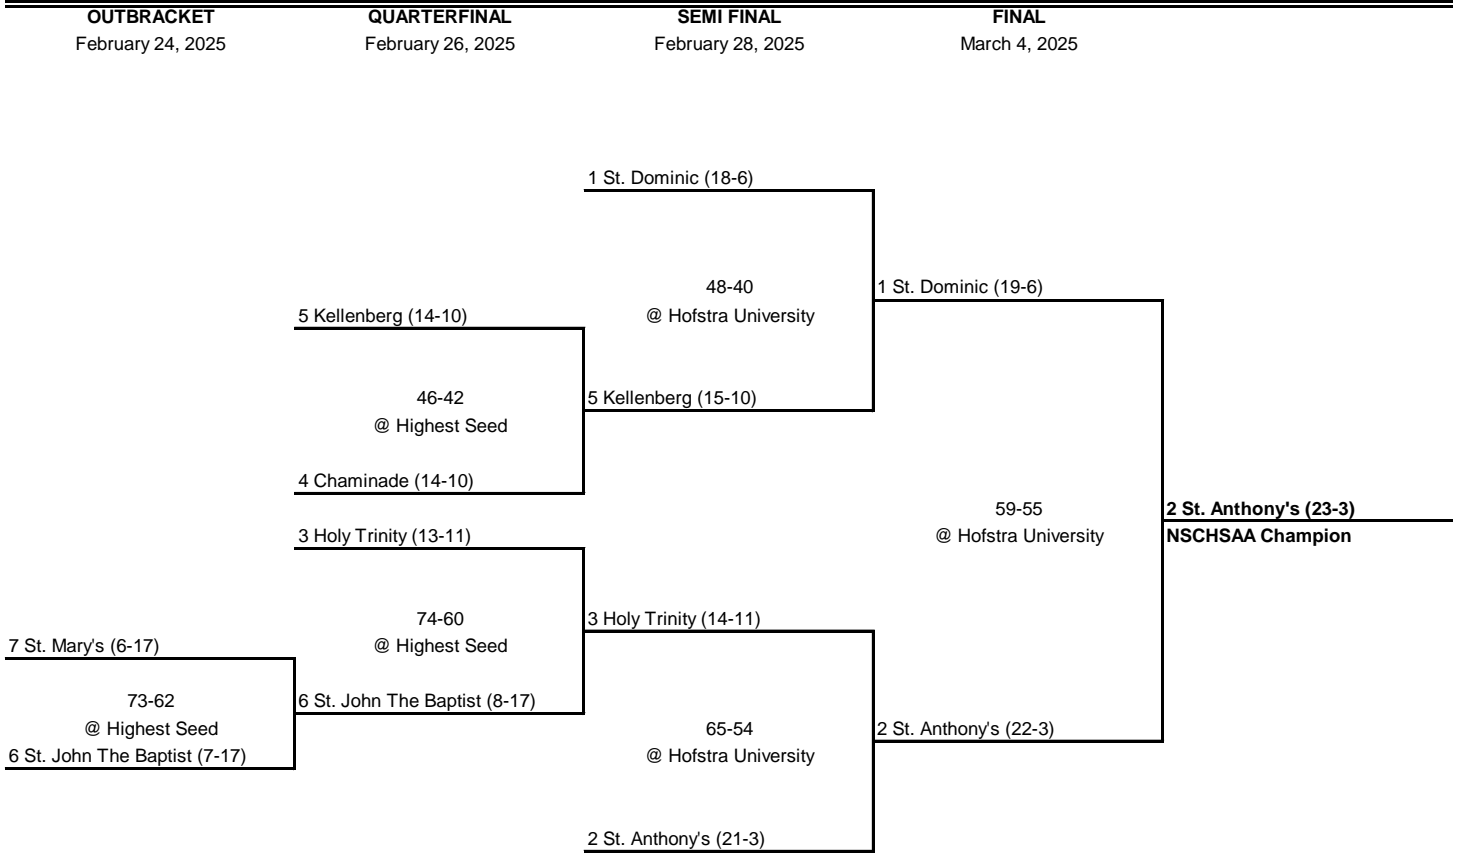 OUTBRACKET
QUARTERFINAL
SEMI FINAL
FINAL
February 24, 2025
February 26, 2025
February 28, 2025
March 4, 2025
1 St. Dominic (18-6)
48-40
@ Hofstra University
1 St. Dominic (19-6)
5 Kellenberg (14-10)
46-42
@ Highest Seed
5 Kellenberg (15-10)
4 Chaminade (14-10)
59-55
@ Hofstra University
2 St. Anthony's (23-3)
NSCHSAA Champion
3 Holy Trinity (13-11)
74-60
@ Highest Seed
3 Holy Trinity (14-11)
7 St. Mary's (6-17)
73-62
@ Highest Seed
6 St. John The Baptist (7-17)
6 St. John The Baptist (8-17)
65-54
@ Hofstra University
2 St. Anthony's (22-3)
2 St. Anthony's (21-3)